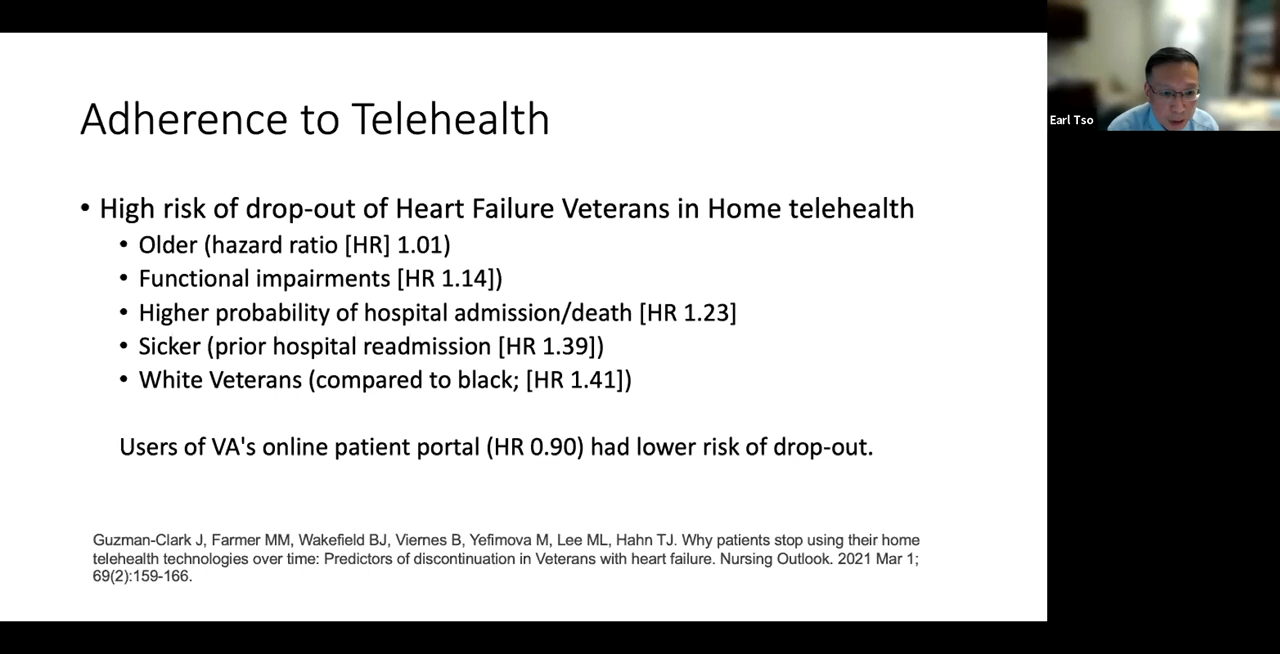 Adherence to Telehealth
• High risk of drop-out of Heart Failure Veterans in Home telehealth
• Older (hazard ratio [HR] 1.01)
• Functional impairments [HR 1.14])
• Higher probability of hospital admission/death [HR 1.23]
• Sicker (prior hospital readmission [HR 1.39])
• White Veterans (compared to black; [HR 1.41])
Users of VA's online patient portal (HR 0.90) had lower risk of drop-out.
Guzman-Clark J, Farmer MM, Wakefield BJ, Viernes B, Yefimova M, Lee ML, Hahn TJ. Why patients stop using their home
telehealth technologies over time: Predictors of discontinuation in Veterans with heart failure. Nursing Outlook. 2021 Mar 1;
69(2):159-166.
Earl Tso